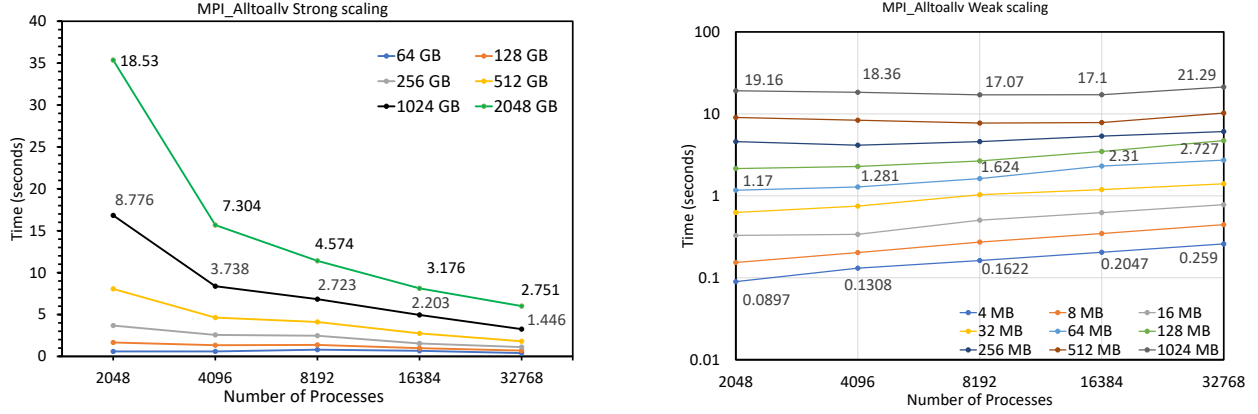 MPI_Alltoallv Strong scaling
40
35
30
25
20
15
10
5
0
Time (seconds)
64 GB 128 GB
256 GB 512 GB
1024 GB 2048 GB
18.53
8.776
7.304
3.738
4.574
2.723
3.176
2.203
2.751
1.446
2048 4096 8192 16384 32768
Number of Processes
MPI_Alltoallv Weak scaling
100
10
1
0.1
0.01
Time (seconds)
19.16 18.36 17.07 17.1 21.29
1.17 1.281 1.624 2.31 2.727
0.0897 0.1308 0.1622 0.2047 0.259
4 MB 8 MB 16 MB
32 MB 64 MB 128 MB
256 MB 512 MB 1024 MB
2048 4096 8192 16384 32768
Number of Processes